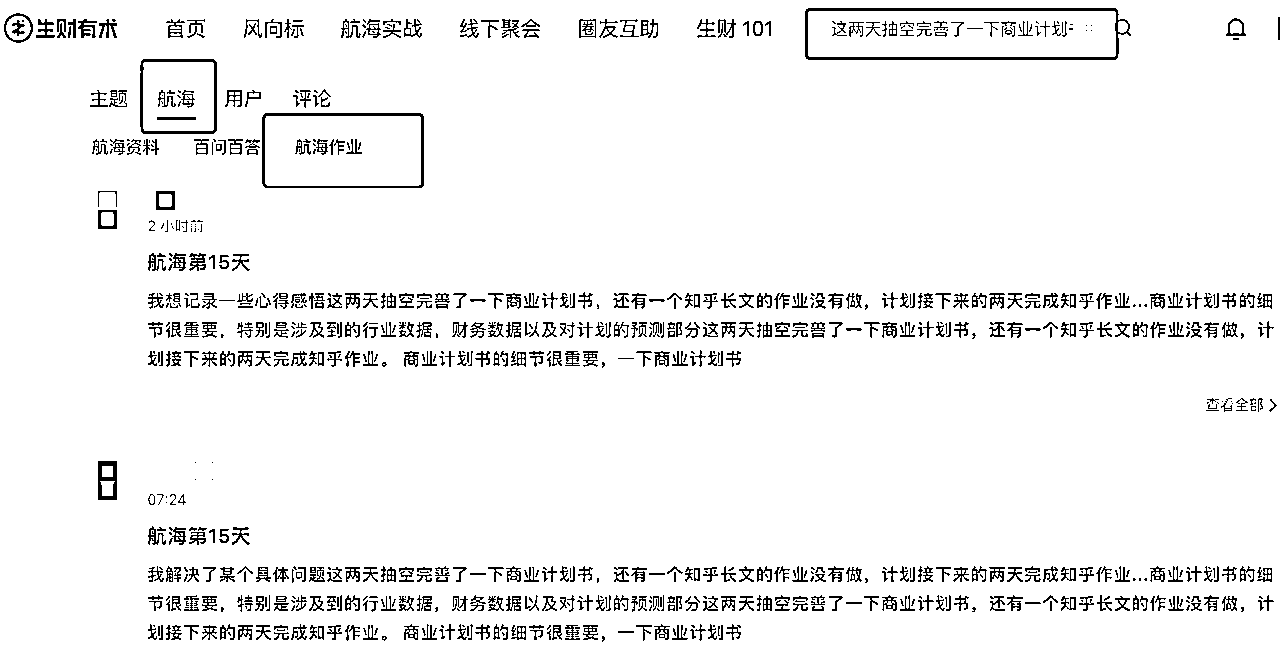 生财有术 首页 风向标 航海实战 线下聚会 圈友互助 生财 101 这两天抽空完善了一下商业计划
主题 航海 用户 评论
航海资料 百问百答 航海作业
2 小时前
航海第15天
我想记录一些心得感悟这两天抽空完善了一下商业计划书，还有一个知乎长文的作业没有做，计划接下来的两天完成知乎作业...商业计划书的细
节很重要，特别是涉及到的行业数据，财务数据以及对计划的预测部分这两天抽空完善了一下商业计划书，还有一个知乎长文的作业没有做，计
划接下来的两天完成知乎作业。 商业计划书的细节很重要，一下商业计划书
查看全部
07:24
航海第15天
我解决了某个具体问题这两天抽空完善了一下商业计划书，还有一个知乎长文的作业没有做，计划接下来的两天完成知乎作业...商业计划书的细
节很重要，特别是涉及到的行业数据，财务数据以及对计划的预测部分这两天抽空完善了一下商业计划书，还有一个知乎长文的作业没有做，计
划接下来的两天完成知乎作业。 商业计划书的细节很重要，一下商业计划书